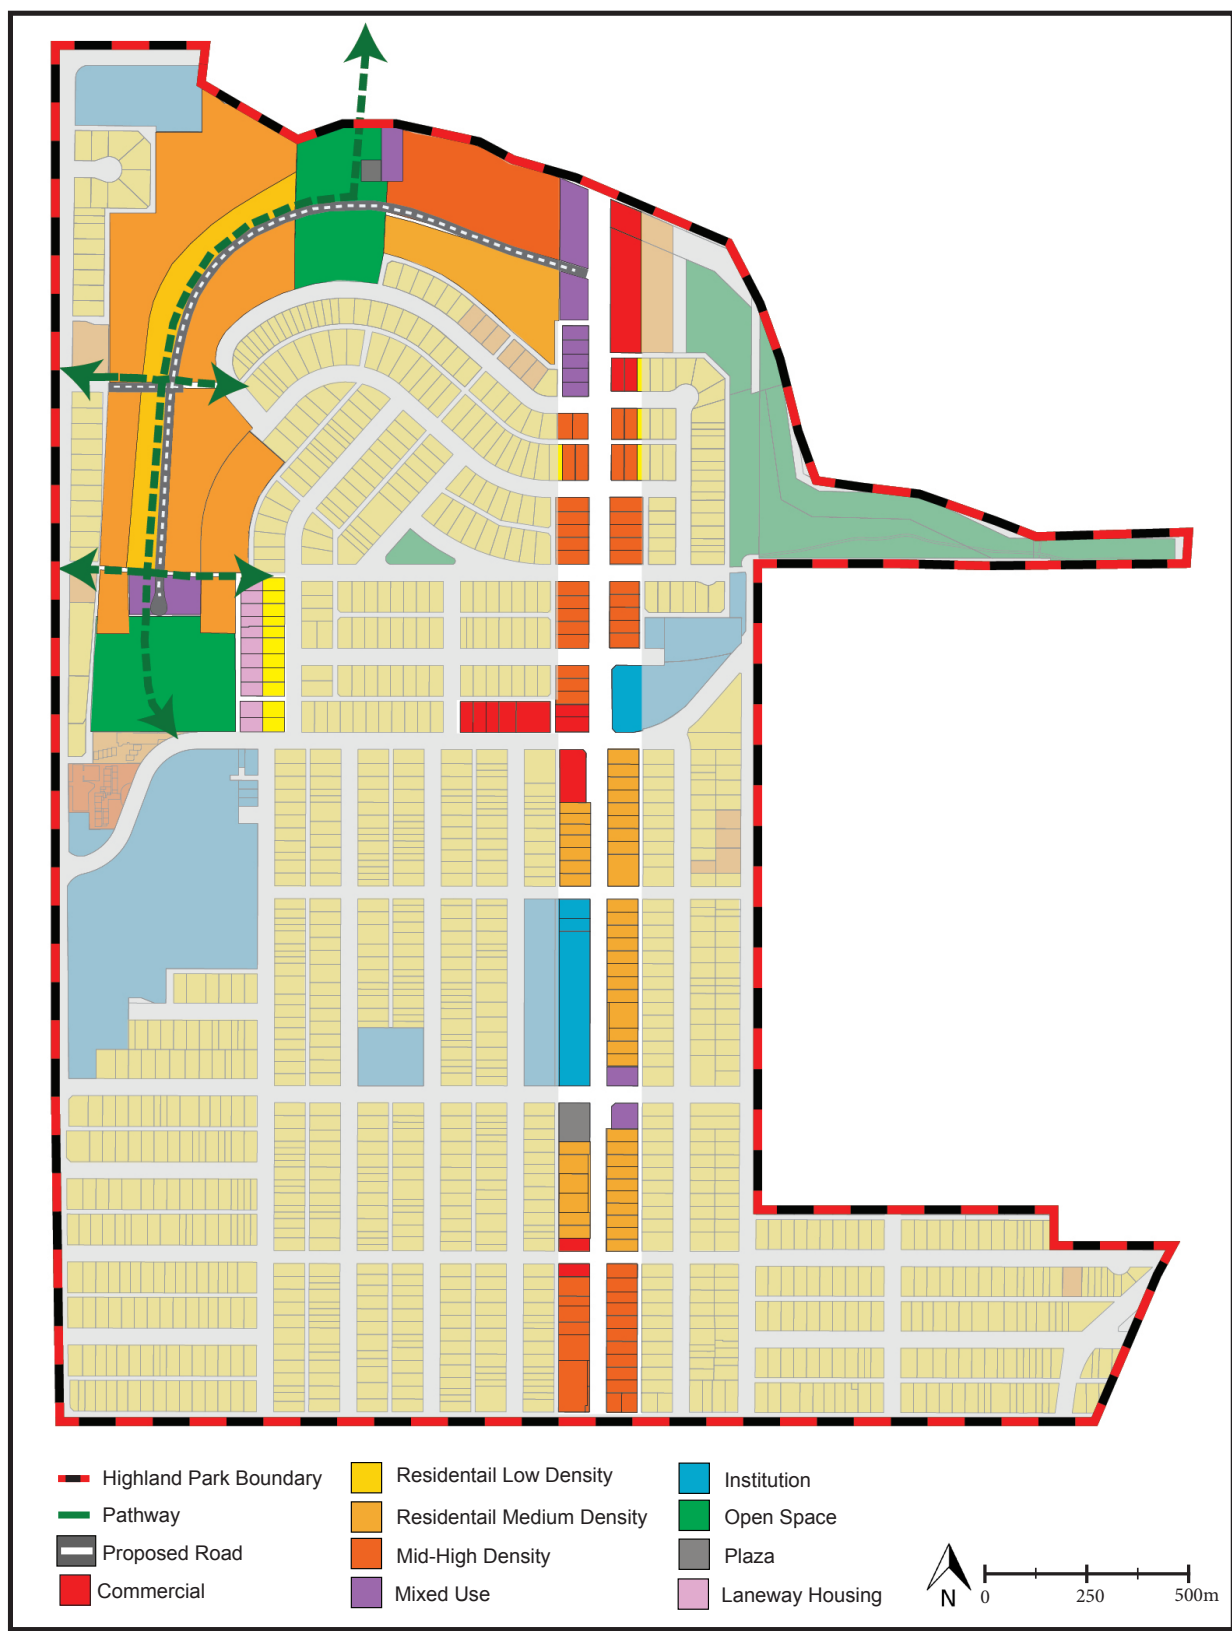 Highland Park Boundary
Pathway
Proposed Road
Commercial
Residentail Low Density
Residentail Medium Density
Mid-High Density
Mixed Use
Institution
Open Space
Plaza
Laneway Housing
N
0 250 500m